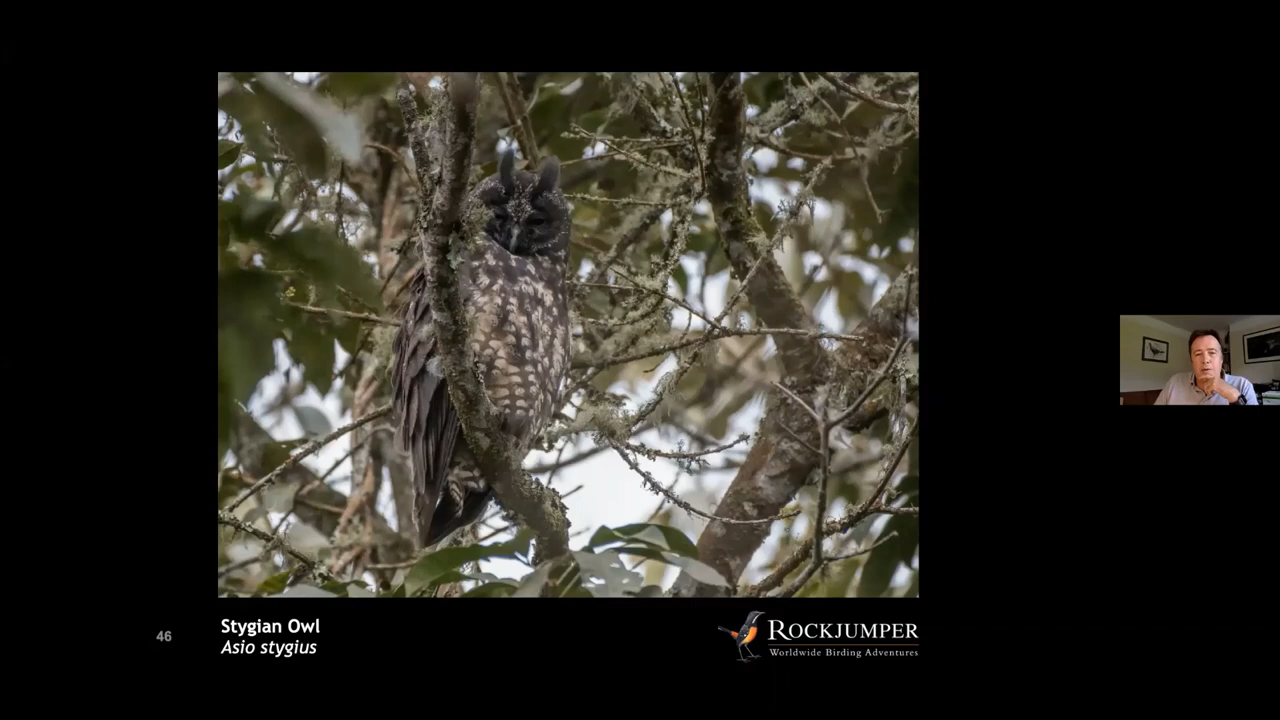 46
Stygian Owl
Asio stygius
ROCKJUMPER
Worldwide Birding Adventures